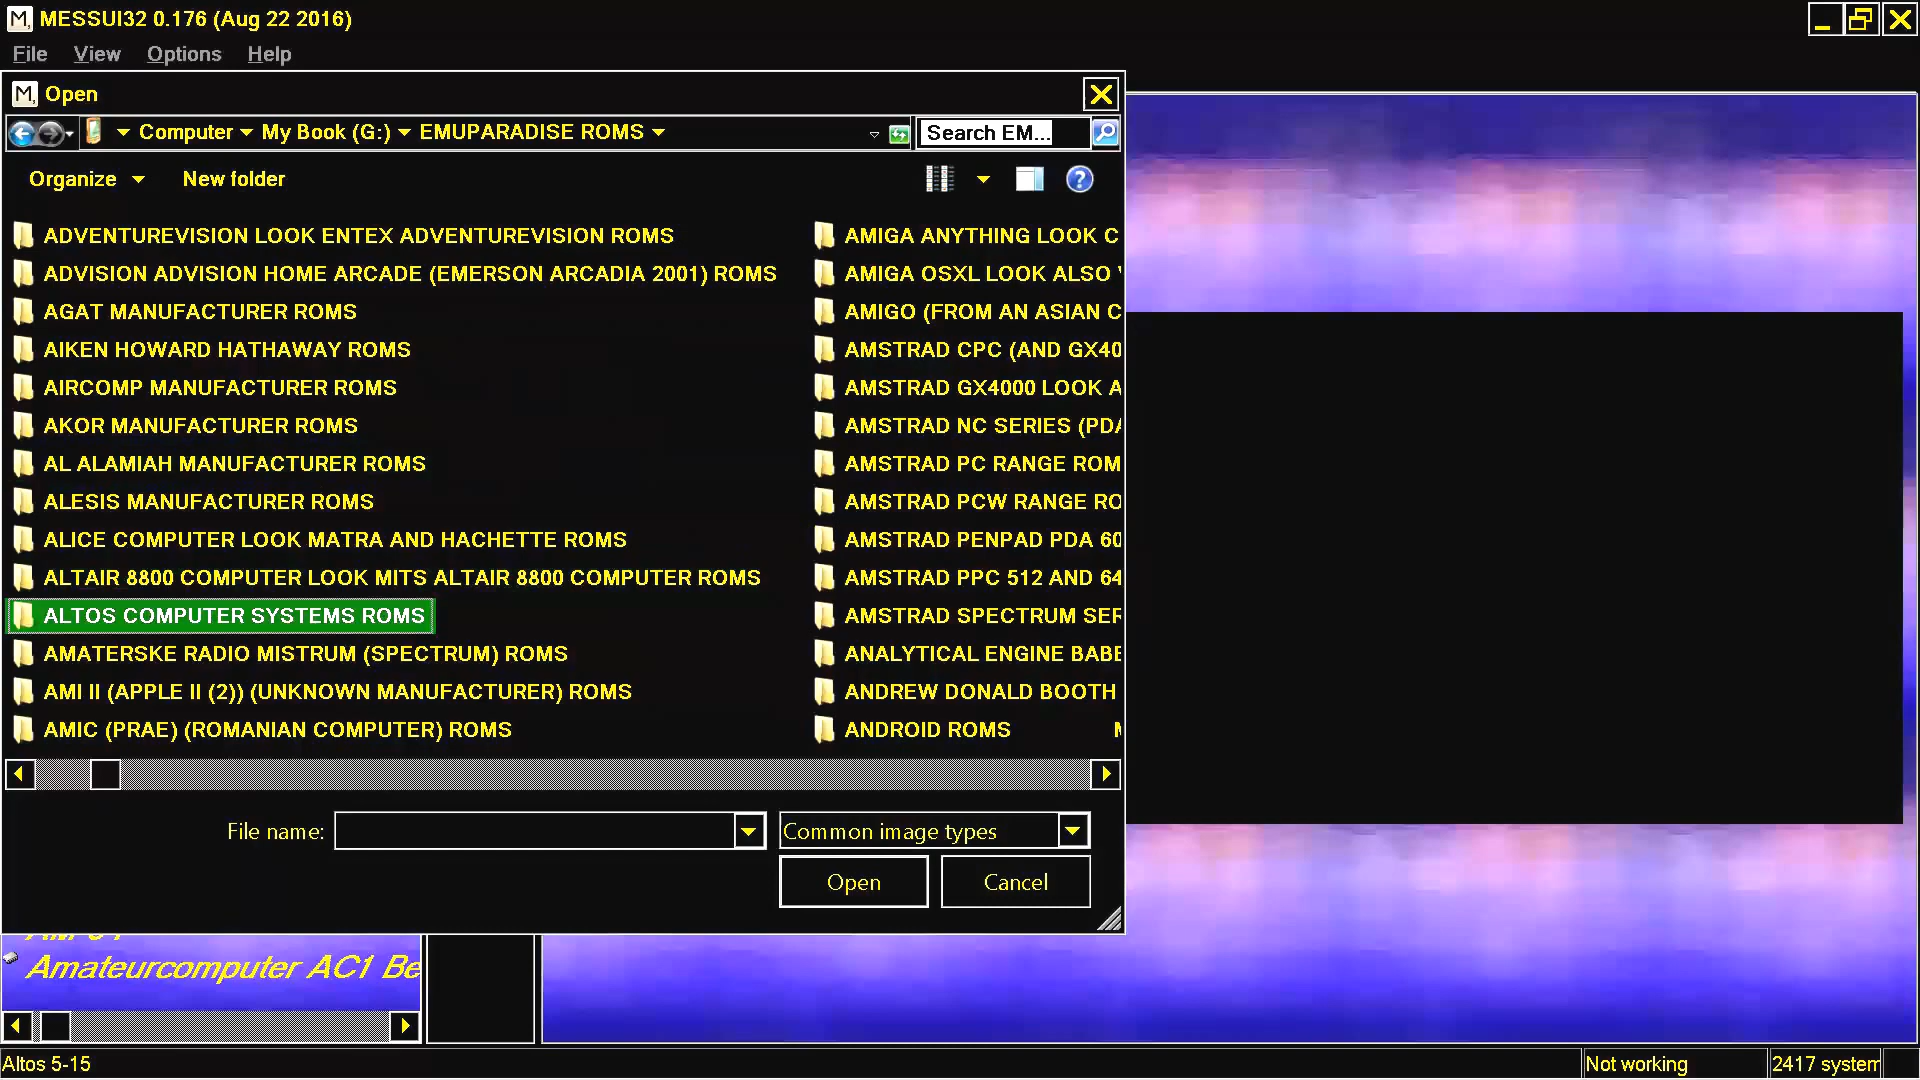 MESSUI32 0.176 (Aug 22 2016)
File View Options Help
Open
Computer My Book (G:) EMUPARADISE ROMS
Search EM...
Organize New folder
ADVENTUREVISION LOOK ENTEX ADVENTUREVISION ROMS
ADVISION ADVISION HOME ARCADE (EMERSON ARCADIA 2001) ROMS
AGAT MANUFACTURER ROMS
AIKEN HOWARD HATHAWAY ROMS
AIRCOMP MANUFACTURER ROMS
AKOR MANUFACTURER ROMS
AL ALAMIAH MANUFACTURER ROMS
ALESIS MANUFACTURER ROMS
ALICE COMPUTER LOOK MATRA AND HACHETTE ROMS
ALTAIR 8800 COMPUTER LOOK MITS ALTAIR 8800 COMPUTER ROMS
ALTOS COMPUTER SYSTEMS ROMS
AMATERSKE RADIO MISTRUM (SPECTRUM) ROMS
AMI II (APPLE II (2)) (UNKNOWN MANUFACTURER) ROMS
AMIC (PRAE) (ROMANIAN COMPUTER) ROMS
AMIGA ANYTHING LOOK C
AMIGA OSXL LOOK ALSO
AMIGO (FROM AN ASIAN C
AMSTRAD CPC (AND GX40
AMSTRAD GX4000 LOOK A
AMSTRAD NC SERIES (PDA
AMSTRAD PC RANGE ROM
AMSTRAD PCW RANGE RO
AMSTRAD PENPAD PDA 60
AMSTRAD PPC 512 AND 64
AMSTRAD SPECTRUM SER
ANALYTICAL ENGINE BABB
ANDREW DONALD BOOTH
ANDROID ROMS
File name:
Common image types
Open Cancel
Amateurcomputer AC1 Be
Altos 5-15
Not working
2417 system